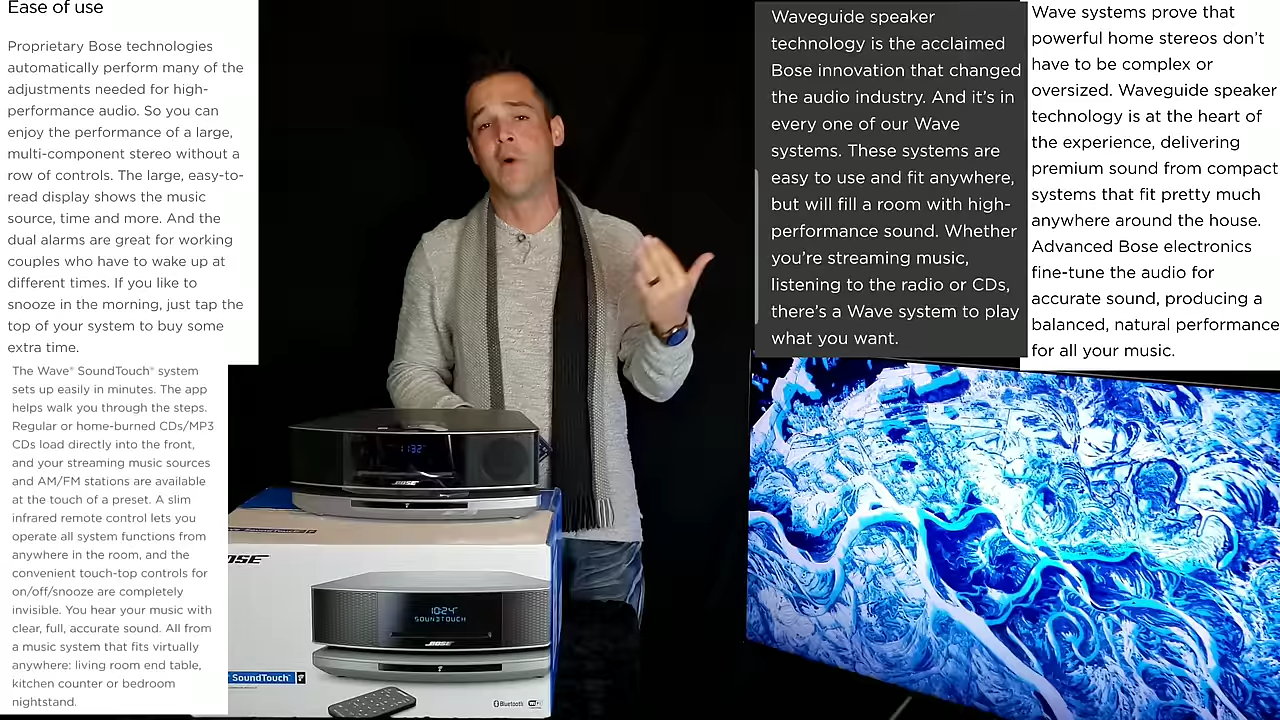 Ease of use
Proprietary Bose technologies
automatically perform many of the
adjustments needed for high-
performance audio. So you can
enjoy the performance of a large,
multi-component stereo without a
row of controls. The large, easy-to-
read display shows the music
source, time and more. And the
dual alarms are great for working
couples who have to wake up at
different times. If you like to
snooze in the morning, just tap the
top of your system to buy some
extra time.
The Wave® SoundTouch® system
sets up easily in minutes. The app
helps walk you through the steps.
Regular or home-burned CDs/MP3
CDs load directly into the front,
and your streaming music sources
and AM/FM stations are available
at the touch of a preset. A slim
infrared remote control lets you
operate all system functions from
anywhere in the room, and the
convenient touch-top controls for
on/off/snooze are completely
invisible. You hear your music with
ear, full, accurate sound. All from
a music system that fits virtually
anywhere: living room end table,
kitchen counter or bedroom
nightstand.
Waveguide speaker
technology is the acclaimed
Bose innovation that changed
the audio industry. And it's in
every one of our Wave
systems. These systems are
easy to use and fit anywhere,
but will fill a room with high-
performance sound. Whether
you're streaming music,
listening to the radio or CDs,
there's a Wave system to play
what you want.
Wave systems prove that
powerful home stereos don't
have to be complex or
oversized. Waveguide speaker
technology is at the heart of
the experience, delivering
premium sound from compact
systems that fit pretty much
anywhere around the house.
Advanced Bose electronics
fine-tune the audio for
accurate sound, producing a
balanced, natural performance
for all your music.
11:32
BOSE
SoundTouch
OSE
10:24
SOUNDTOUCH
BOSE
SoundTouch
Bluetooth WiFi